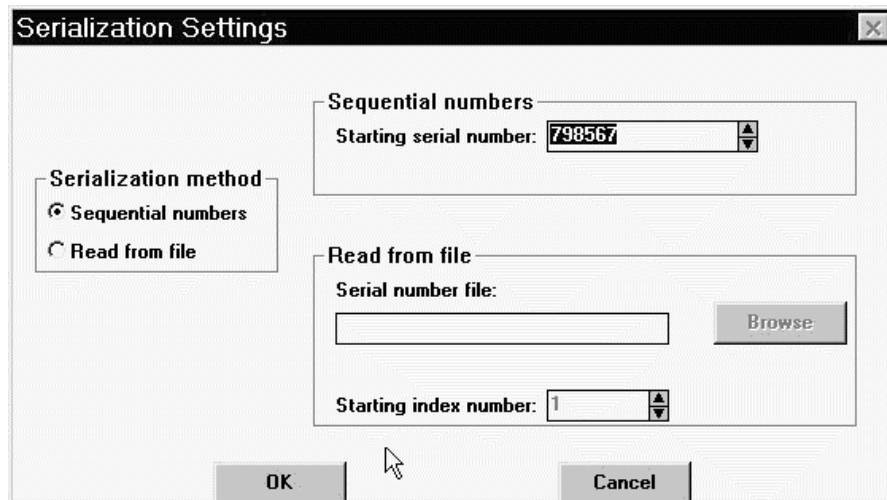 Serialization Settings
Sequential numbers
Starting serial number: 798567
Serialization method
Sequential numbers
Read from file
Read from file
Serial number file:
Browse
Starting index number: 1
OK
Cancel